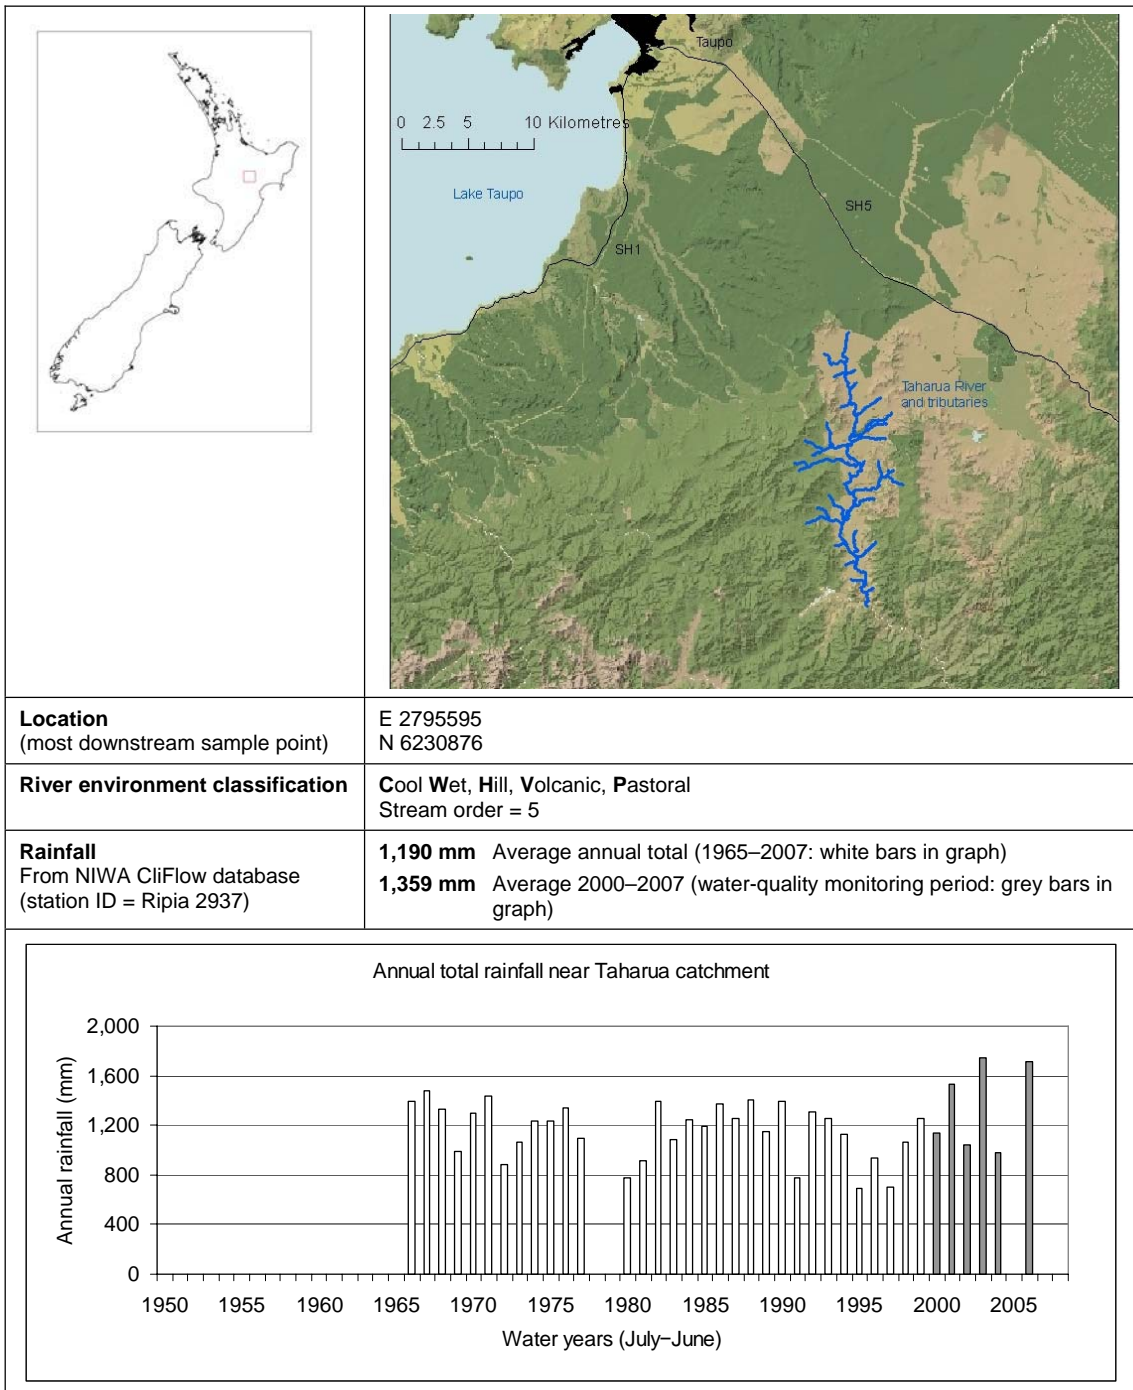 Taupo
0 2.5 5 10 Kilometres
Lake Taupo
SH5
SH1
Taharua River
and tributaries
Location
(most downstream sample point)
E 2795595
N 6230876
River environment classification
Cool Wet, Hill, Volcanic, Pastoral
Stream order = 5
Rainfall
From NIWA CliFlow database
(station ID = Ripia 2937)
1,190 mm Average annual total (1965–2007: white bars in graph)
1,359 mm Average 2000–2007 (water-quality monitoring period: grey bars in
graph)
Annual total rainfall near Taharua catchment
Annual rainfall (mm)
2,000
1,600
1,200
800
400
0
1950 1955 1960 1965 1970 1975 1980 1985 1990 1995 2000 2005
Water years (July–June)